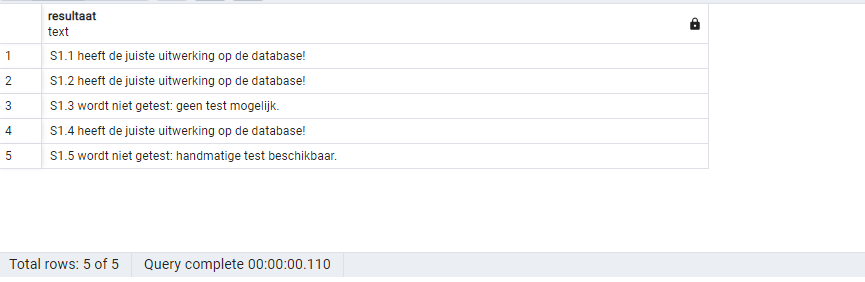 resultaat
text
1 S1.1 heeft de juiste uitwerking op de database!
2 S1.2 heeft de juiste uitwerking op de database!
3 S1.3 wordt niet getest: geen test mogelijk.
4 S1.4 heeft de juiste uitwerking op de database!
5 S1.5 wordt niet getest: handmatige test beschikbaar.
Total rows: 5 of 5 Query complete 00:00:00.110